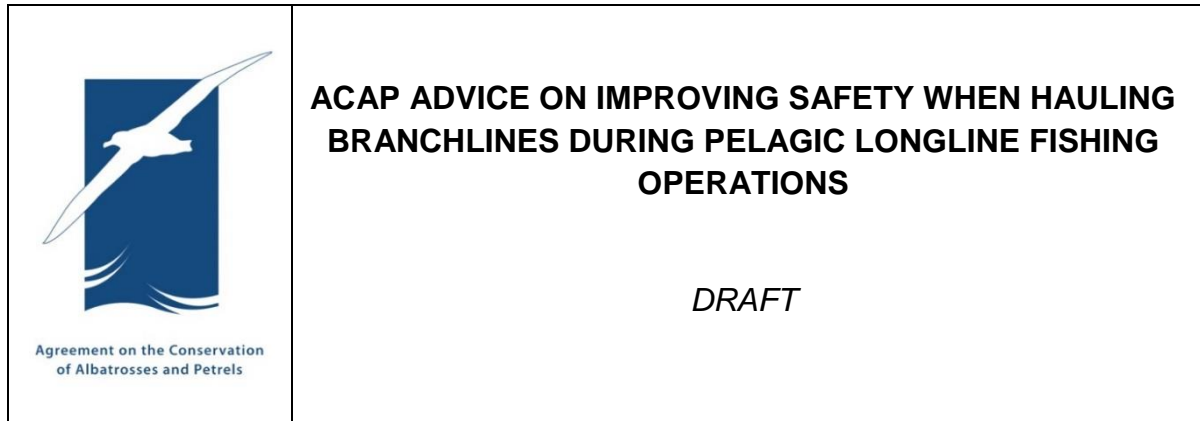 Agreement on the Conservation
of Albatrosses and Petrels
ACAP ADVICE ON IMPROVING SAFETY WHEN HAULING
BRANCHLINES DURING PELAGIC LONGLINE FISHING
OPERATIONS
DRAFT